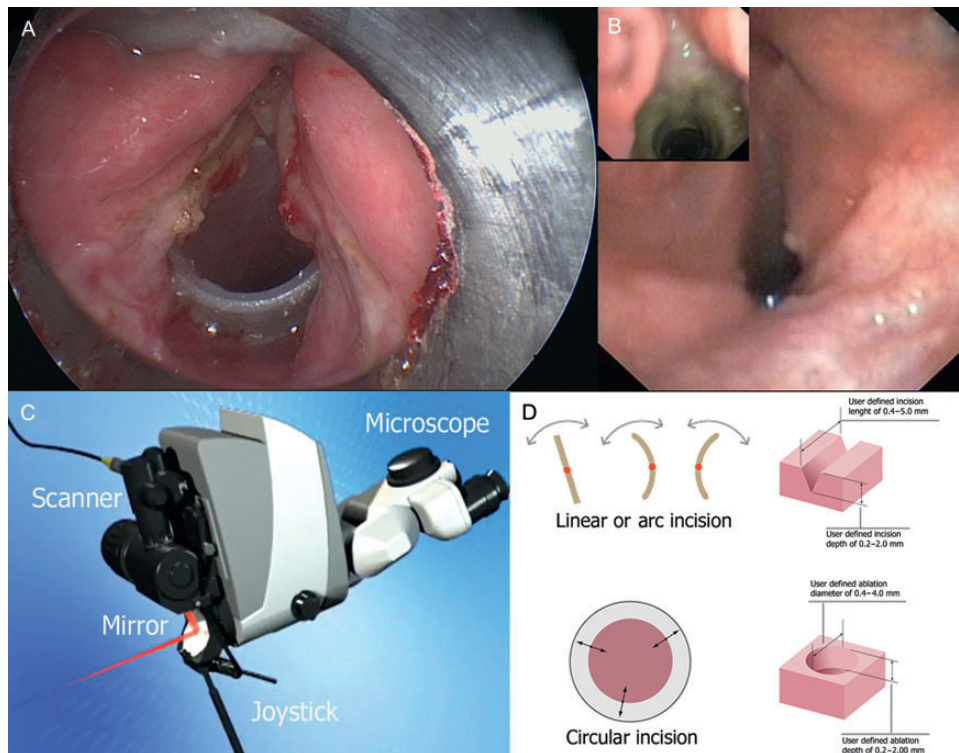 A
B
C
Microscope
Scanner
Mirror
Joystick
D
User defined incision
lenght of 0.4–5.0 mm
Linear or arc incision
User defined incision
depth of 0.2–2.0 mm
User defined ablation
diameter of 0.4–4.0 mm
Circular incision
User defined ablation
depth of 0.2–2.00 mm